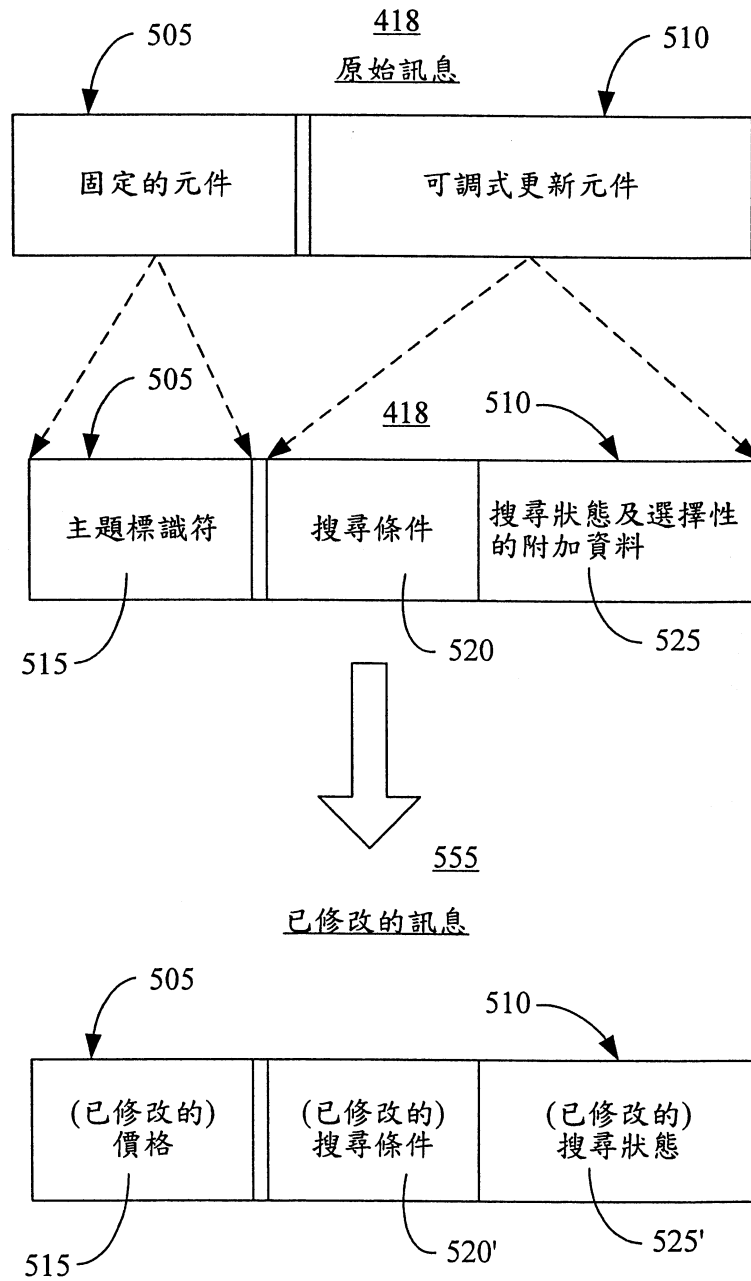 505
418
510
原始訊息
固定的元件
可調式更新元件
505
418
510
主題標識符
搜尋條件
搜尋狀態及選擇性
的附加資料
515
520
525
555
已修改的訊息
505
510
(已修改的)
價格
(已修改的)
搜尋條件
(已修改的)
搜尋狀態
515
520'
525'